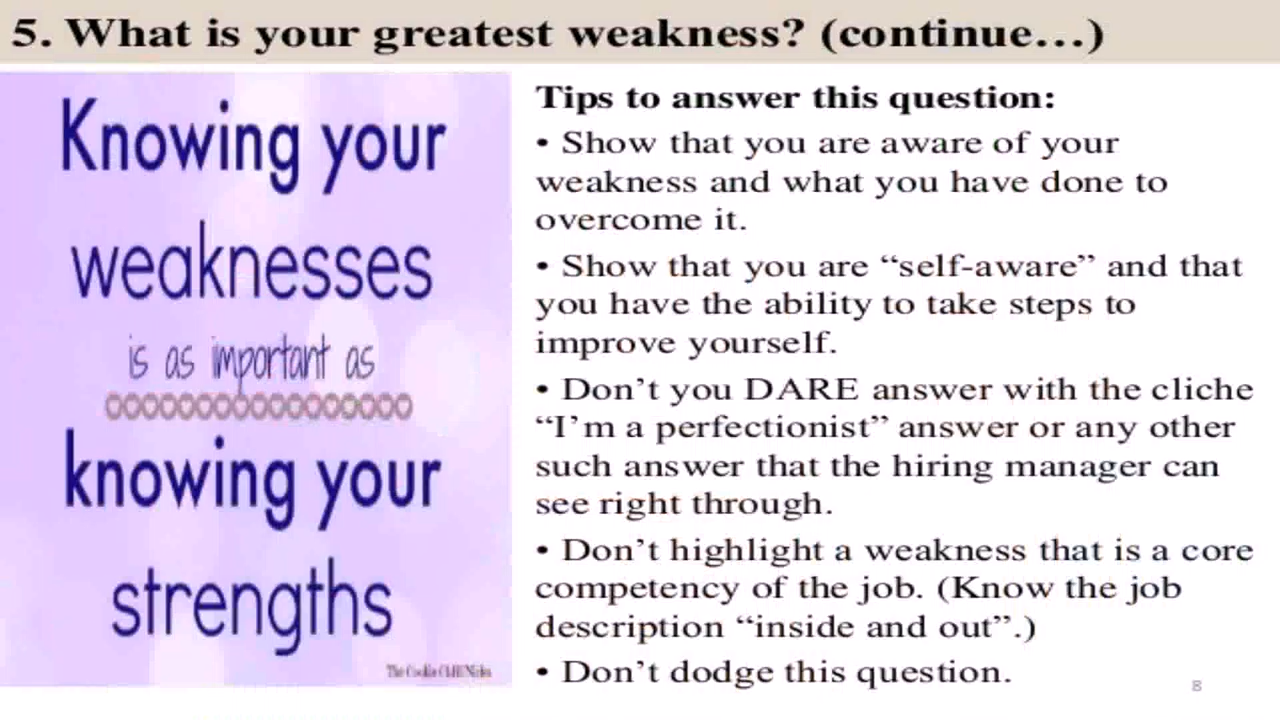 5. What is your greatest weakness? (continue…)
Knowing your
weaknesses
is as important as
knowing your
strengths
Tips to answer this question:
• Show that you are aware of your
weakness and what you have done to
overcome it.
• Show that you are “self-aware” and that
you have the ability to take steps to
improve yourself.
• Don’t you DARE answer with the cliche
“I’m a perfectionist” answer or any other
such answer that the hiring manager can
see right through.
• Don’t highlight a weakness that is a core
competency of the job. (Know the job
description “inside and out”.)
• Don’t dodge this question.
8